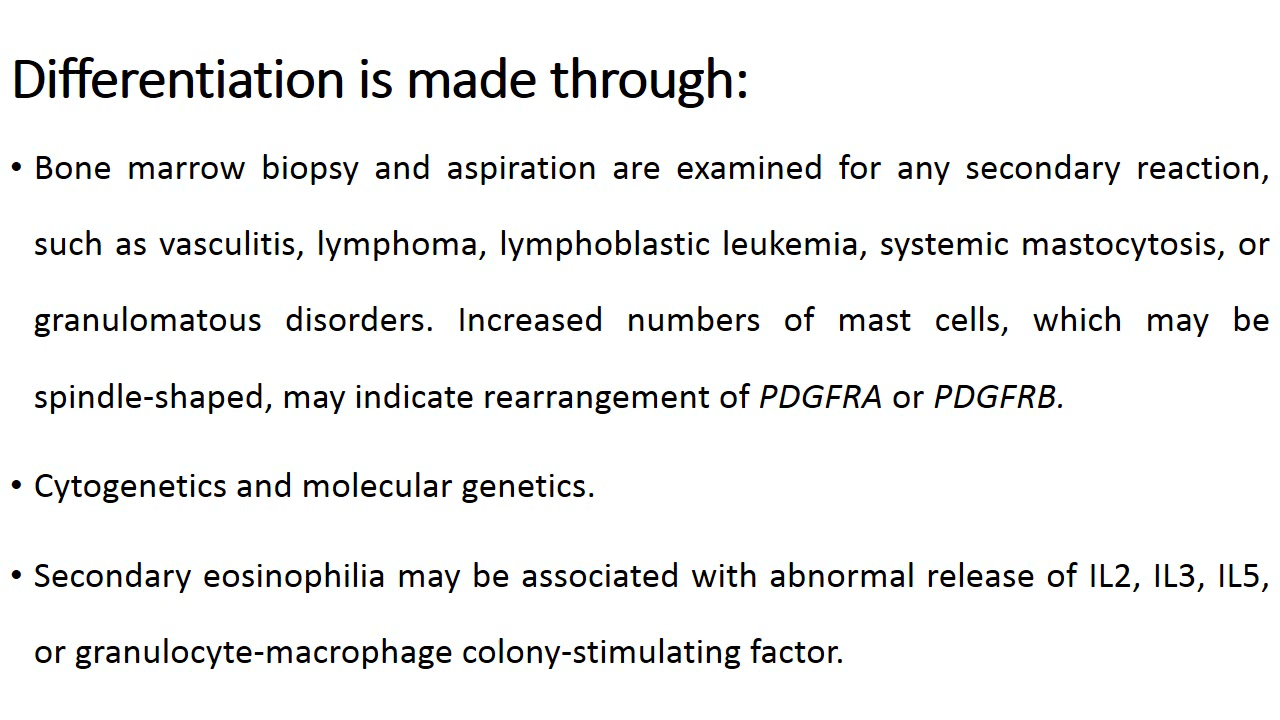 Differentiation is made through:
• Bone marrow biopsy and aspiration are examined for any secondary reaction,
such as vasculitis, lymphoma, lymphoblastic leukemia, systemic mastocytosis, or
granulomatous disorders. Increased numbers of mast cells, which may be
spindle-shaped, may indicate rearrangement of PDGFRA or PDGFRB.
• Cytogenetics and molecular genetics.
• Secondary eosinophilia may be associated with abnormal release of IL2, IL3, IL5,
or granulocyte-macrophage colony-stimulating factor.